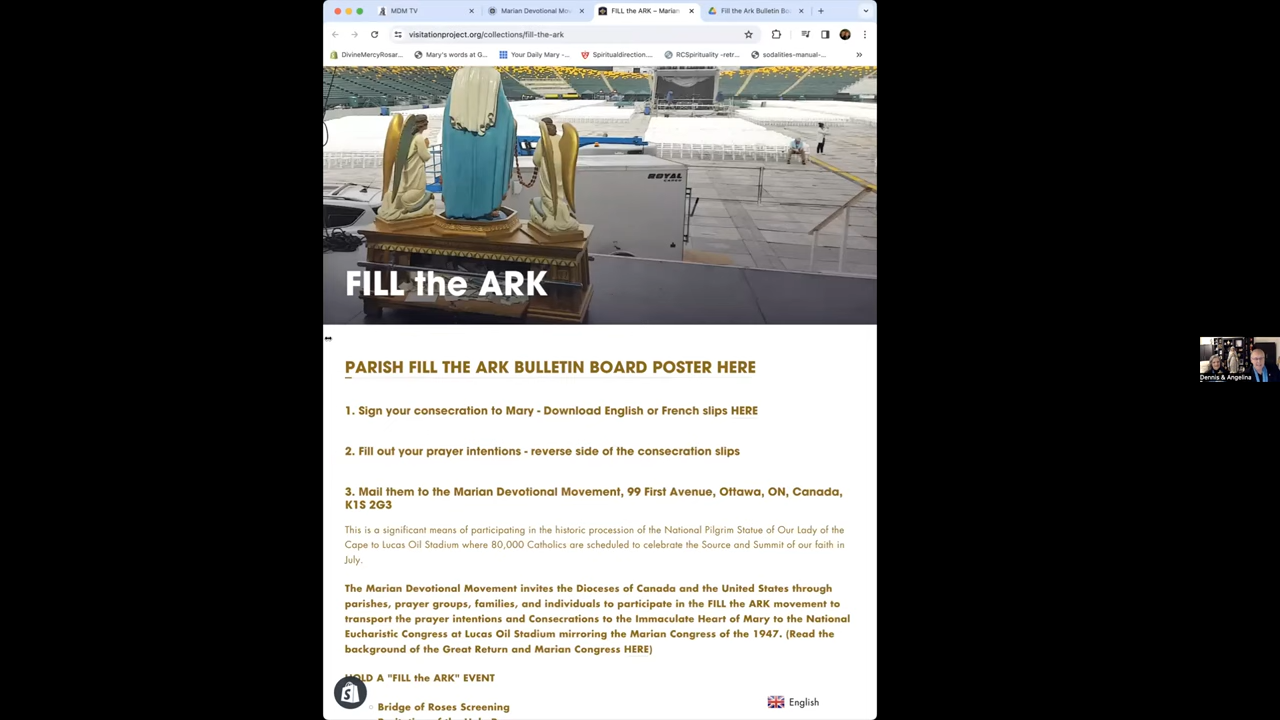 MDM TV
Marian Devotional Mo
FILL the ARK – Marian
Fill the Ark Bulletin Bo
visitationproject.org/collections/fill-the-ark
DivineMercyRosar...
Mary's words at G...
Your Daily Mary -...
Spiritualdirection....
RCSpirituality -retr...
sodalities-manual-...
ROYAL
FILL the ARK
Dennis & Angelina
PARISH FILL THE ARK BULLETIN BOARD POSTER HERE
1. Sign your consecration to Mary - Download English or French slips HERE
2. Fill out your prayer intentions - reverse side of the consecration slips
3. Mail them to the Marian Devotional Movement, 99 First Avenue, Ottawa, ON, Canada,
K1S 2G3
This is a significant means of participating in the historic procession of the National Pilgrim Statue of Our Lady of the
Cape to Lucas Oil Stadium where 80,000 Catholics are scheduled to celebrate the Source and Summit of our faith in
July.
The Marian Devotional Movement invites the Dioceses of Canada and the United States through
parishes, prayer groups, families, and individuals to participate in the FILL the ARK movement to
transport the prayer intentions and Consecrations to the Immaculate Heart of Mary to the National
Eucharistic Congress at Lucas Oil Stadium mirroring the Marian Congress of the 1947. (Read the
background of the Great Return and Marian Congress HERE)
HOLD A "FILL the ARK" EVENT
English
Bridge of Roses Screening